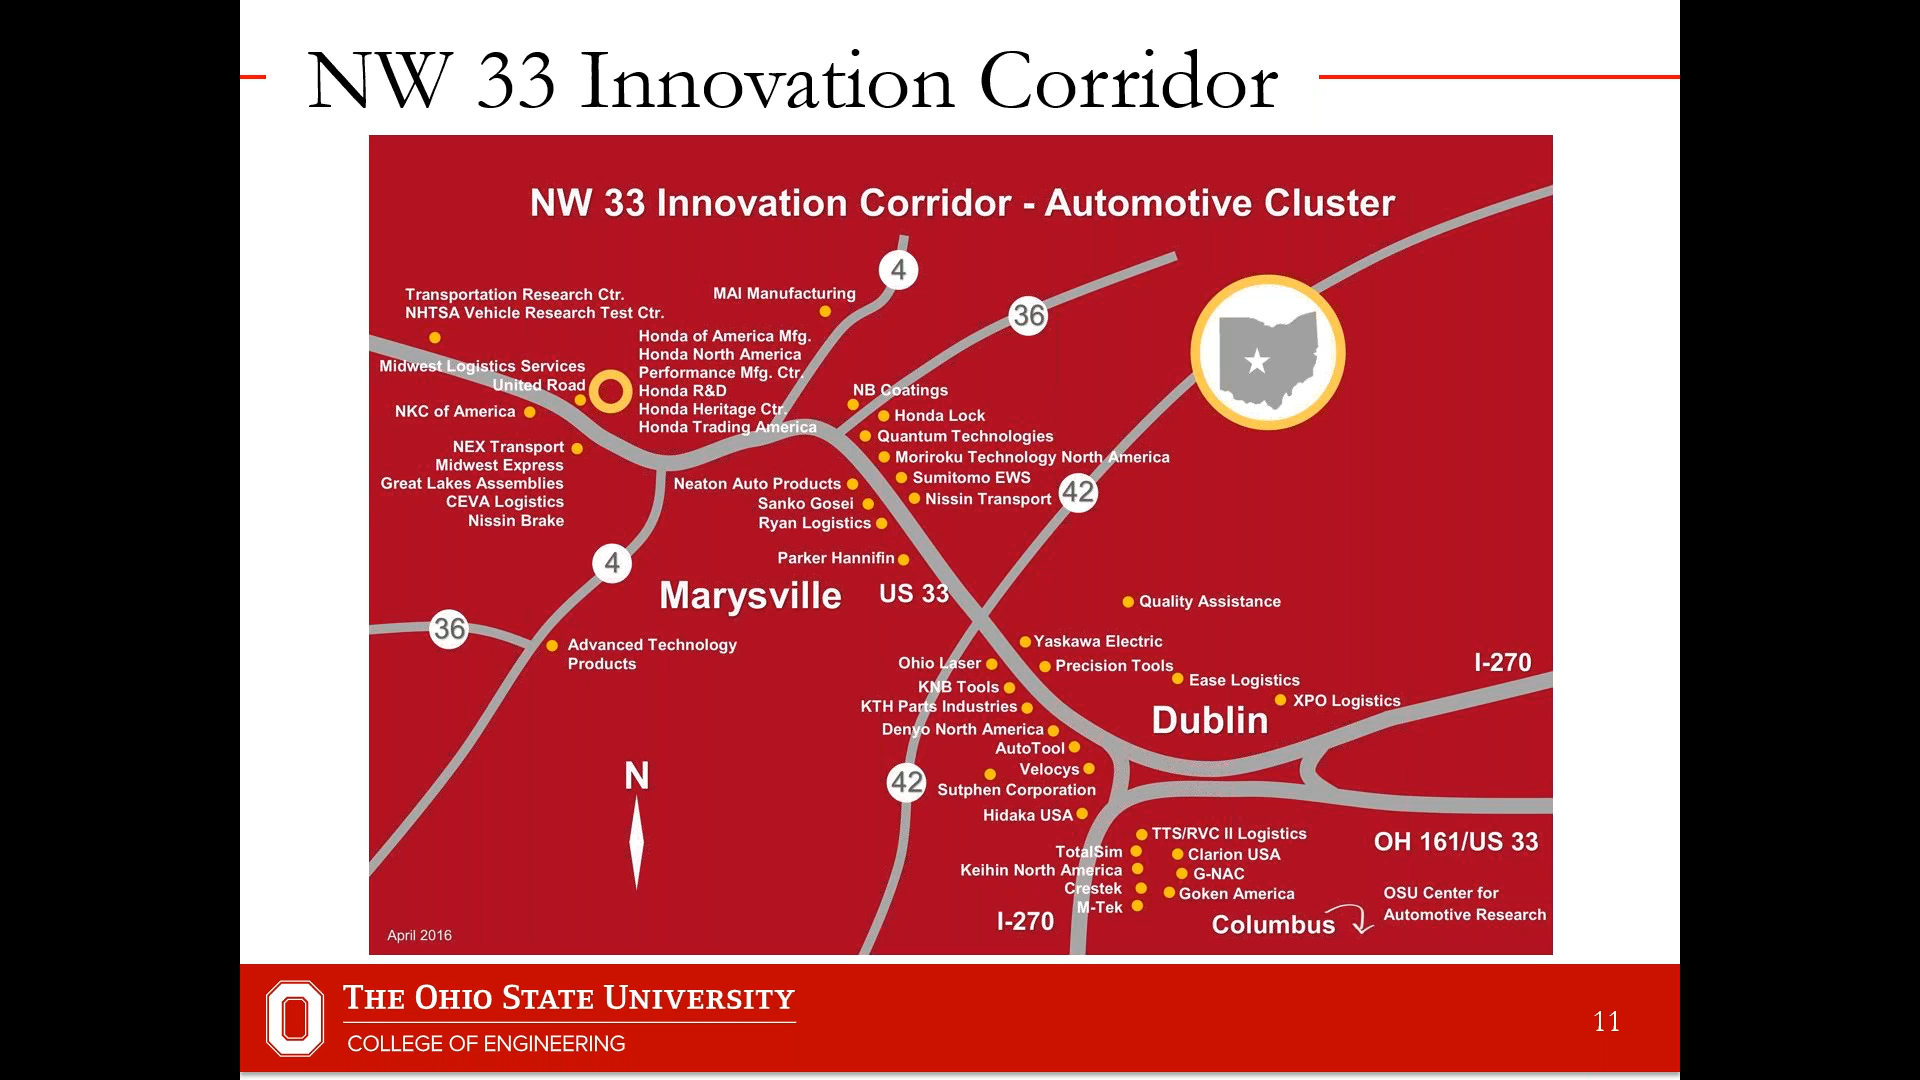 NW 33 Innovation Corridor
NW 33 Innovation Corridor - Automotive Cluster
4
36
Transportation Research Ctr.
NHTSA Vehicle Research Test Ctr.
MAI Manufacturing
Honda of America Mfg.
Honda North America
Performance Mfg. Ctr.
Honda R&D
Honda Heritage Ctr.
Honda Trading America
Midwest Logistics Services
United Road
NKC of America
NEX Transport
Midwest Express
Great Lakes Assemblies
CEVA Logistics
Nissin Brake
NB Coatings
Honda Lock
Quantum Technologies
Moriroku Technology North America
Sumitomo EWS
Nissin Transport
42
Neaton Auto Products
Sanko Gosei
Ryan Logistics
Parker Hannifin
4
Marysville
US 33
36
Advanced Technology
Products
Quality Assistance
Yaskawa Electric
Precision Tools
Ease Logistics
XPO Logistics
I-270
Dublin
Ohio Laser
KNB Tools
KTH Parts Industries
Denyo North America
AutoTool
Velocys
Sutphen Corporation
Hidaka USA
N
42
TTS/RVC II Logistics
Clarion USA
G-NAC
Goken America
TotalSim
Keihin North America
Crestek
M-Tek
I-270
OH 161/US 33
OSU Center for
Automotive Research
Columbus
April 2016
THE OHIO STATE UNIVERSITY
COLLEGE OF ENGINEERING
11